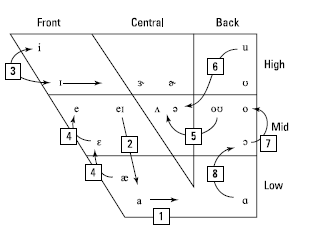 Front Central Back
i u High
3 6
ɪ ɝ ɚ ʊ
e eɪ ʌ ə oʊ o
Mid
4 ɛ 2 5 ɔ 7
4 æ 8
a ɑ Low
1